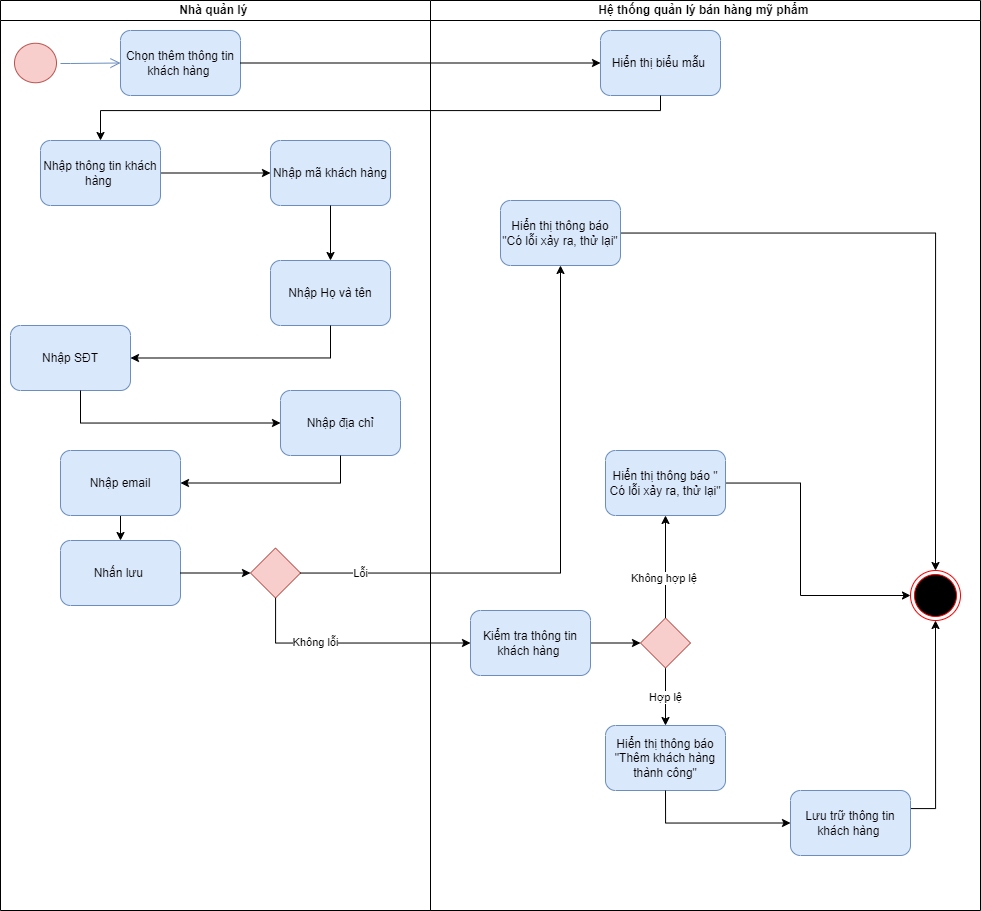 Nhà quản lý
Hệ thống quản lý bán hàng mỹ phẩm
Chọn thêm thông tin
khách hàng
Hiển thị biểu mẫu
Nhập thông tin khách
hàng
Nhập mã khách hàng
Hiển thị thông báo
"Có lỗi xảy ra, thử lại"
Nhập Họ và tên
Nhập SĐT
Nhập địa chỉ
Nhập email
Hiển thị thông báo "
Có lỗi xảy ra, thử lại"
Nhấn lưu
Lỗi
Không hợp lệ
Không lỗi
Kiểm tra thông tin
khách hàng
Hợp lệ
Hiển thị thông báo
"Thêm khách hàng
thành công"
Lưu trữ thông tin
khách hàng